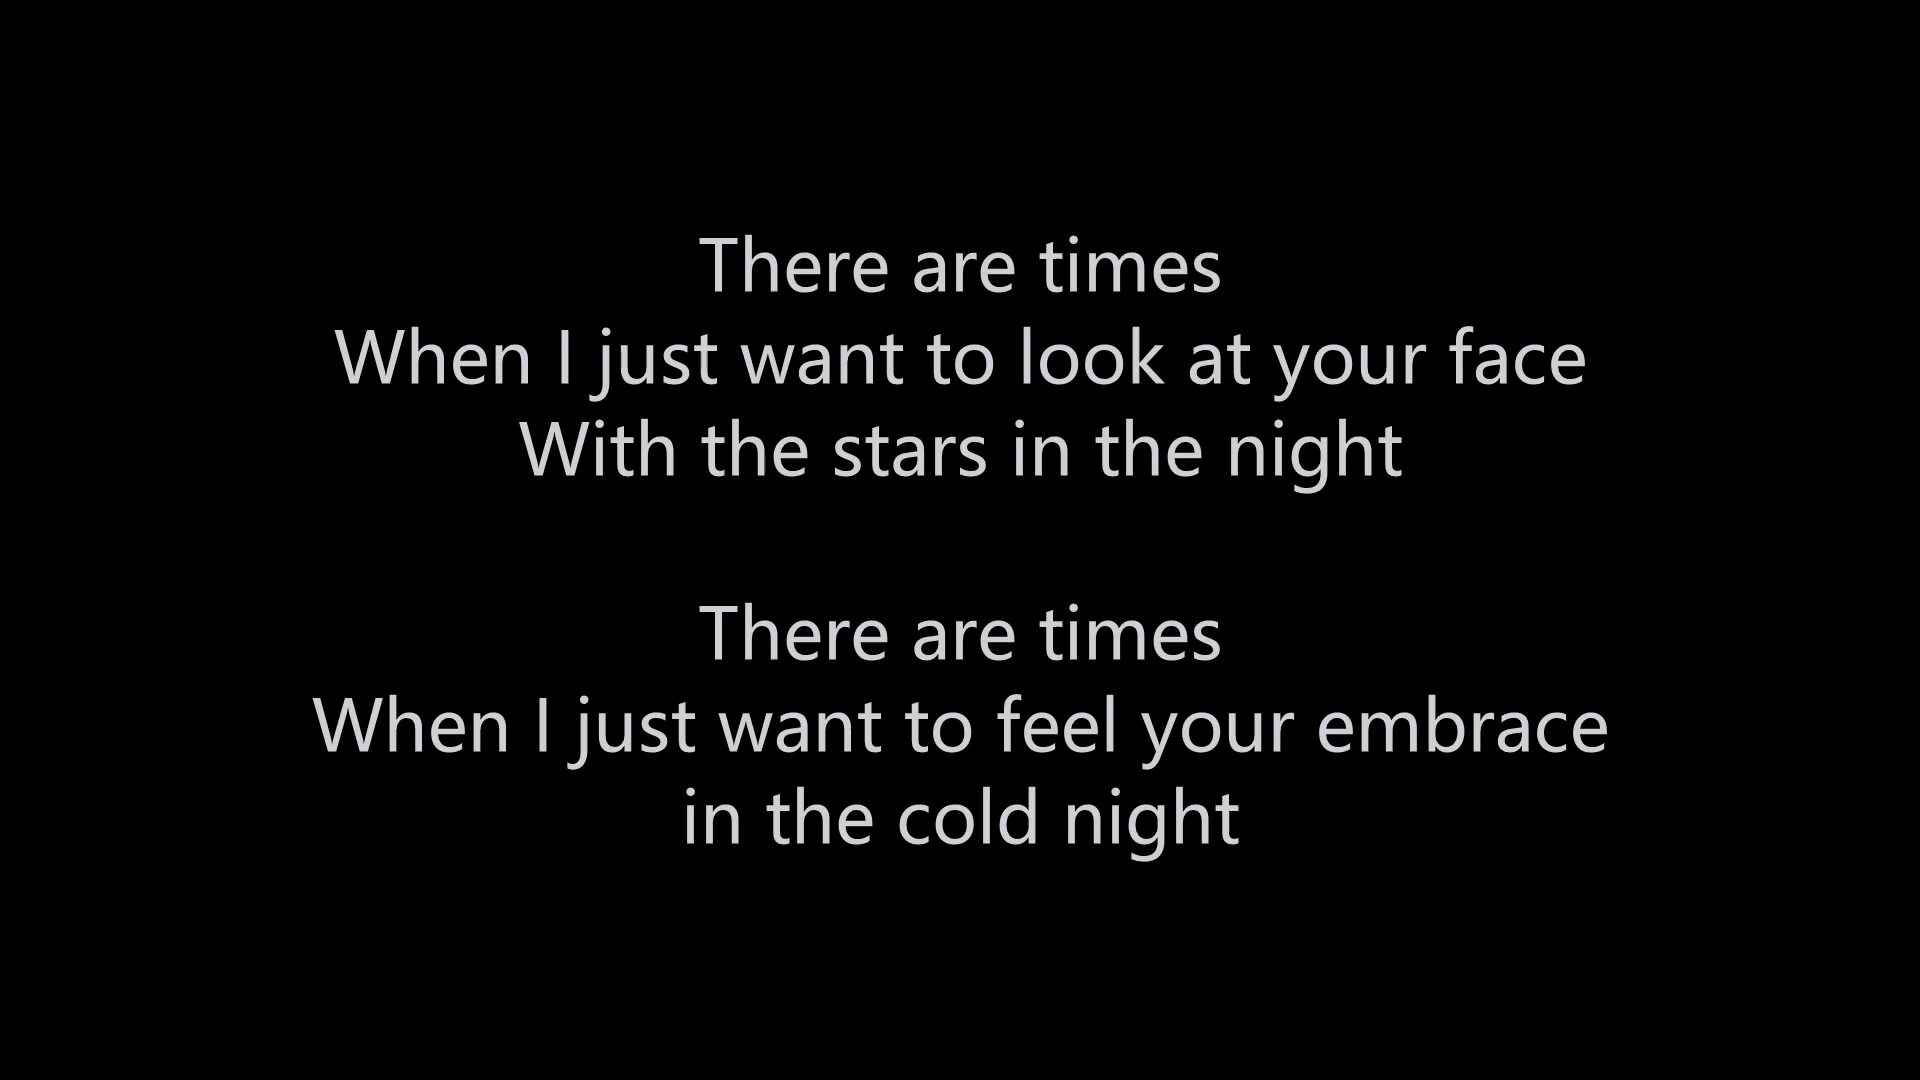 There are times
When I just want to look at your face
With the stars in the night
There are times
When I just want to feel your embrace
in the cold night